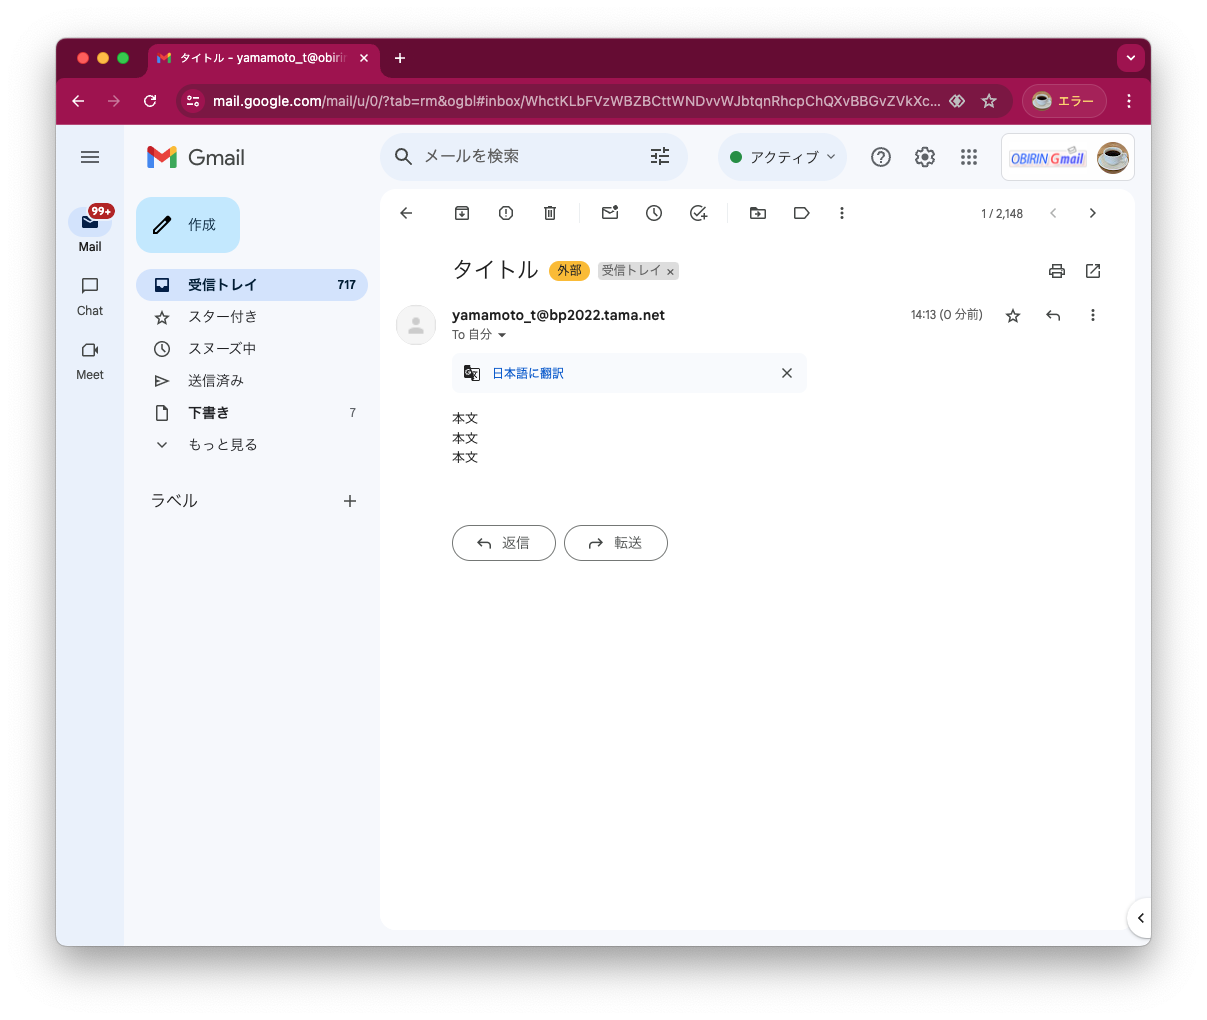 タイトル - yamamoto_t@obirin
mail.google.com/mail/u/0/?tab=rm&ogbl#inbox/WhctKLbFVzWBZBCttWNDvvWJbtqnRhcpChQXvBBGvZVkXc...
エラー
Gmail
メールを検索
アクティブ
OBIRIN Gmail
99+
Mail
Chat
Meet
作成
受信トレイ 717
スター付き
スヌーズ中
送信済み
下書き 7
もっと見る
ラベル
1 / 2,148
タイトル 外部 受信トレイ ×
yamamoto_t@bp2022.tama.net 14:13 (0 分前)
To 自分
日本語に翻訳
本文
本文
本文
返信 転送